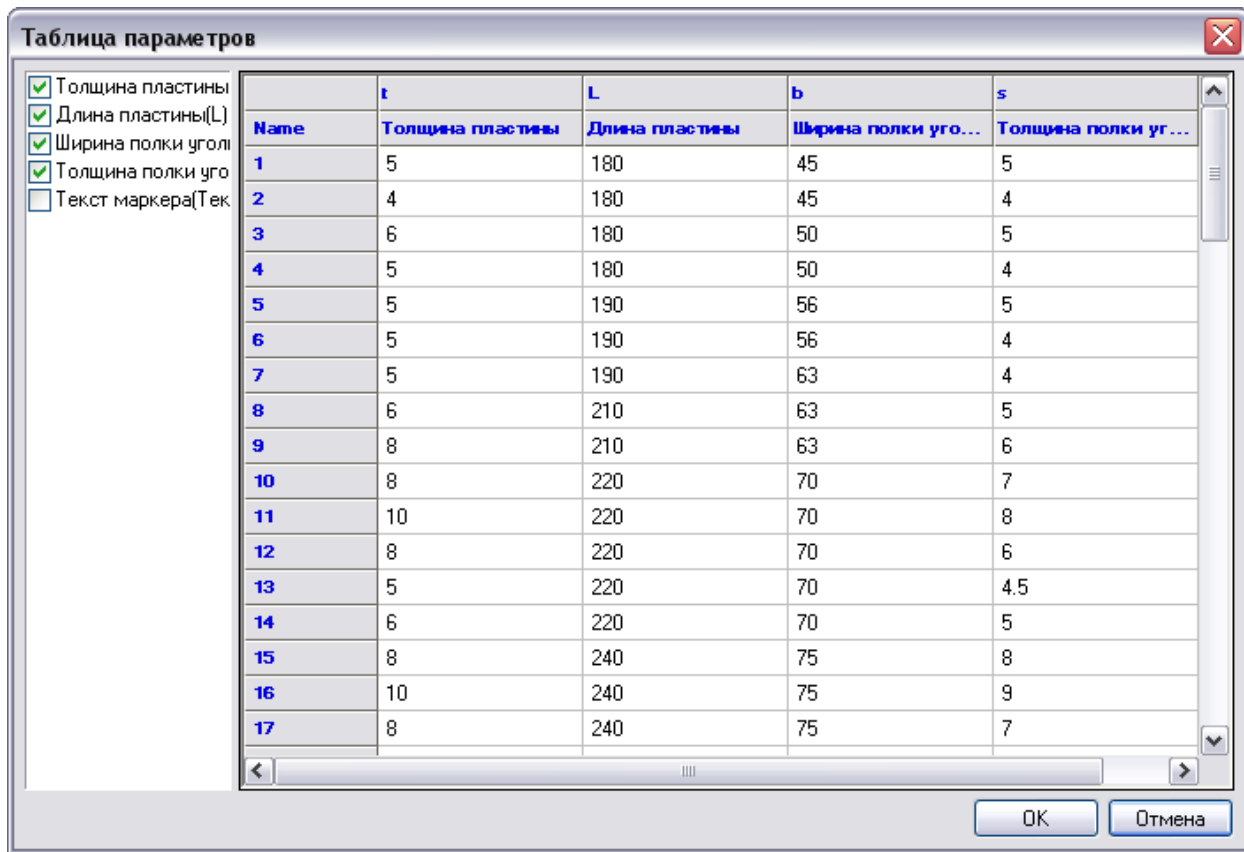 Таблица параметров
Толщина пластины
Длина пластины(L)
Ширина полки угол
Толщина полки уго
Текст маркера(Тек
t L b s
Name Толщина пластины Длина пластины Ширина полки уго... Толщина полки уг...
1 5 180 45 5
2 4 180 45 4
3 6 180 50 5
4 5 180 50 4
5 5 190 56 5
6 5 190 56 4
7 5 190 63 4
8 6 210 63 5
9 8 210 63 6
10 8 220 70 7
11 10 220 70 8
12 8 220 70 6
13 5 220 70 4.5
14 6 220 70 5
15 8 240 75 8
16 10 240 75 9
17 8 240 75 7
OK Отмена